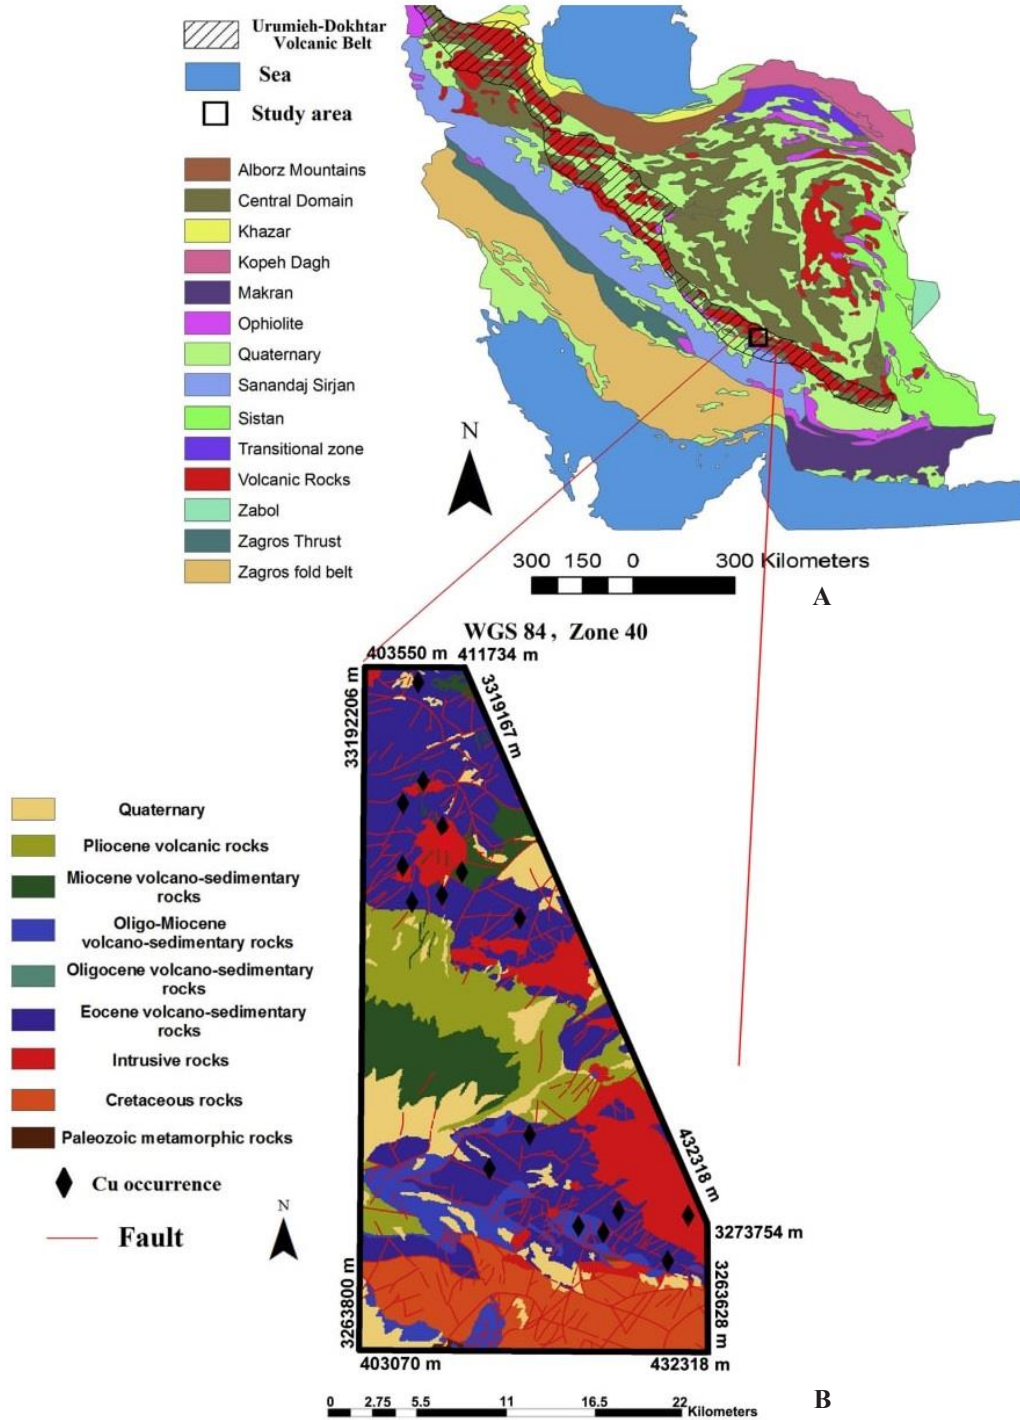 Urumieh-Dokhtar
Volcanic Belt
Sea
Study area
Alborz Mountains
Central Domain
Khazar
Kopeh Dagh
Makran
Ophiolite
Quaternary
Sanandaj Sirjan
Sistan
Transitional zone
Volcanic Rocks
Zabol
Zagros Thrust
Zagros fold belt
N
300 150 0 300 Kilometers
A
WGS 84 , Zone 40
403550 m 411734 m
33192206 m
3319167 m
Quaternary
Pliocene volcanic rocks
Miocene volcano-sedimentary
rocks
Oligo-Miocene
volcano-sedimentary rocks
Oligocene volcano-sedimentary
rocks
Eocene volcano-sedimentary
rocks
Intrusive rocks
Cretaceous rocks
Paleozoic metamorphic rocks
Cu occurrence
Fault
N
432318 m
3273754 m
3263800 m
3263628 m
403070 m 432318 m
0 2.75 5.5 11 16.5 22
Kilometers
B